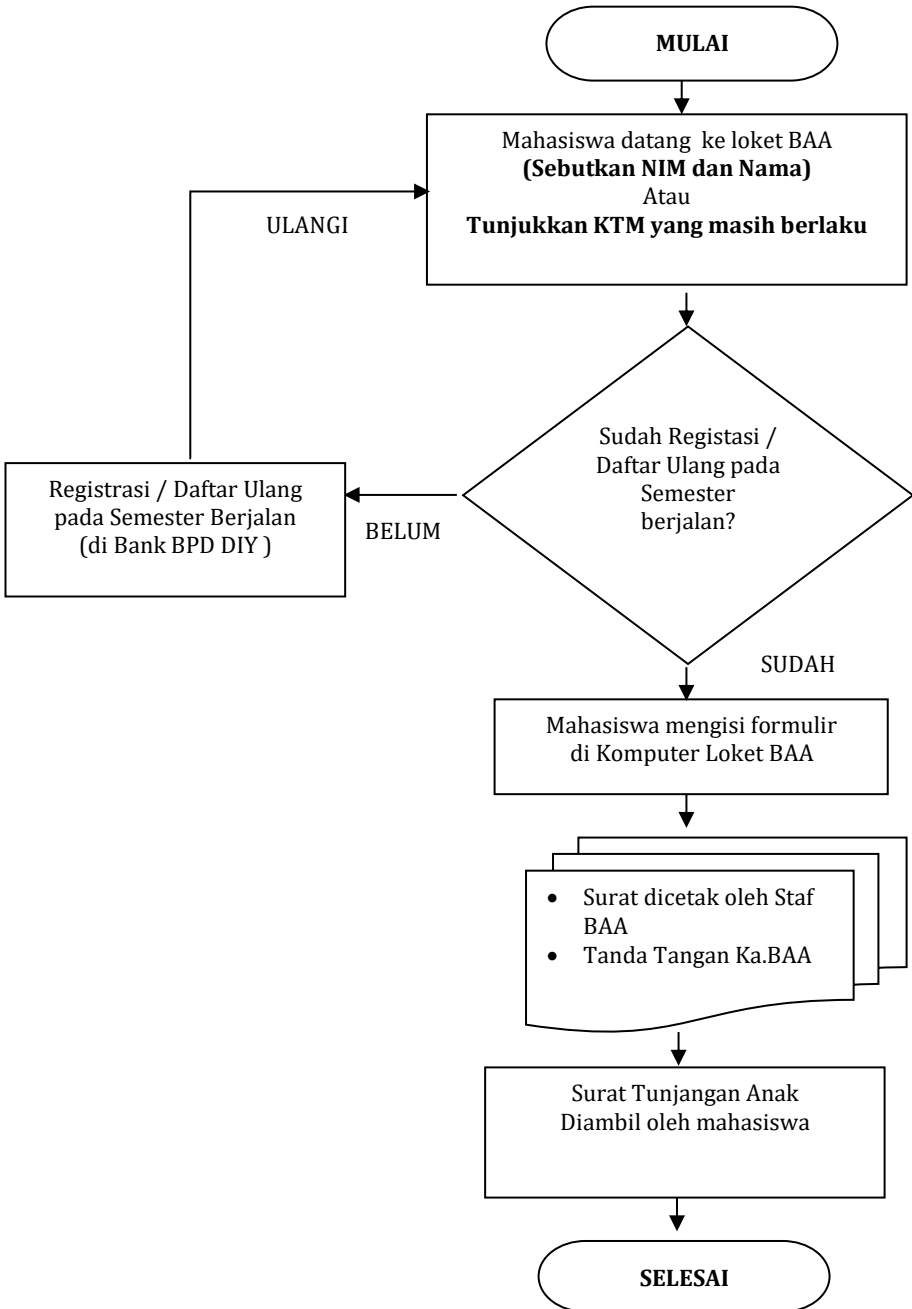 MULAI
Mahasiswa datang ke loket BAA
(Sebutkan NIM dan Nama)
Atau
Tunjukkan KTM yang masih berlaku
ULANGI
Sudah Registasi /
Daftar Ulang pada
Semester
berjalan?
Registrasi / Daftar Ulang
pada Semester Berjalan
(di Bank BPD DIY )
BELUM
SUDAH
Mahasiswa mengisi formulir
di Komputer Loket BAA
• Surat dicetak oleh Staf
BAA
• Tanda Tangan Ka.BAA
Surat Tunjangan Anak
Diambil oleh mahasiswa
SELESAI